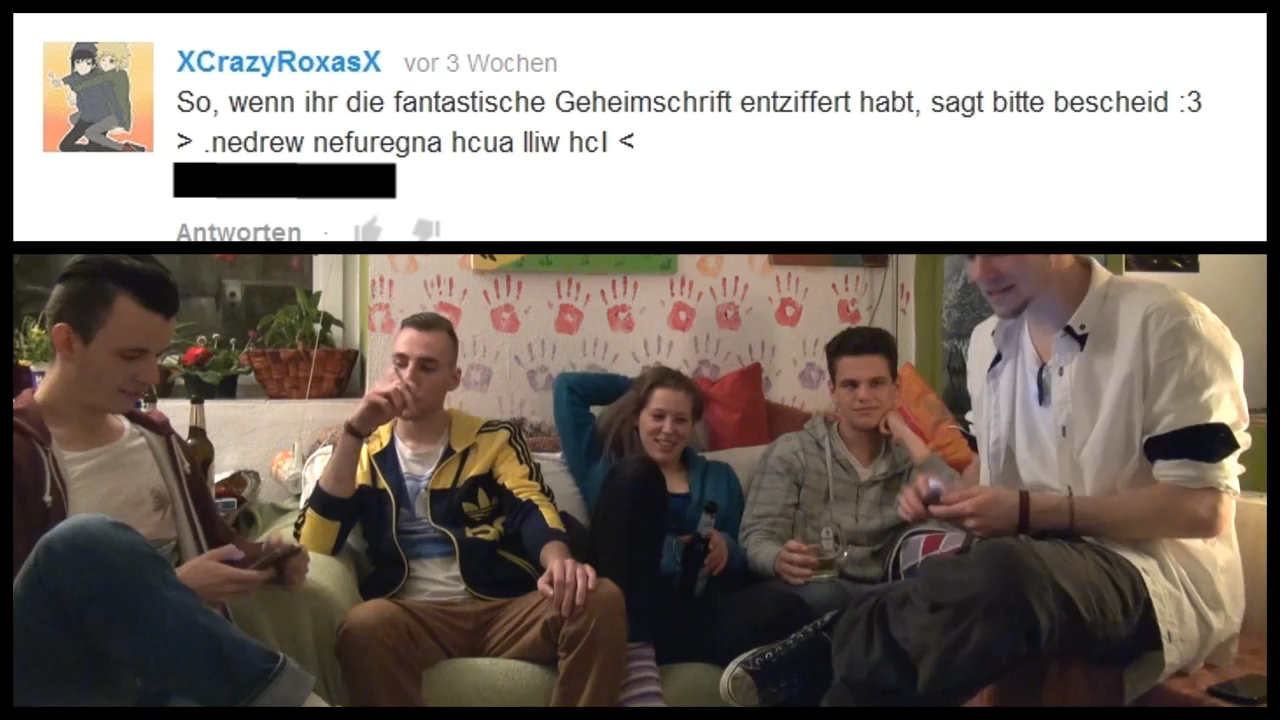 XCrazyRoxasX vor 3 Wochen
So, wenn ihr die fantastische Geheimschrift entziffert habt, sagt bitte bescheid :3
> .nedrew nefuregna hcua lliw hcI <
Antworten ·